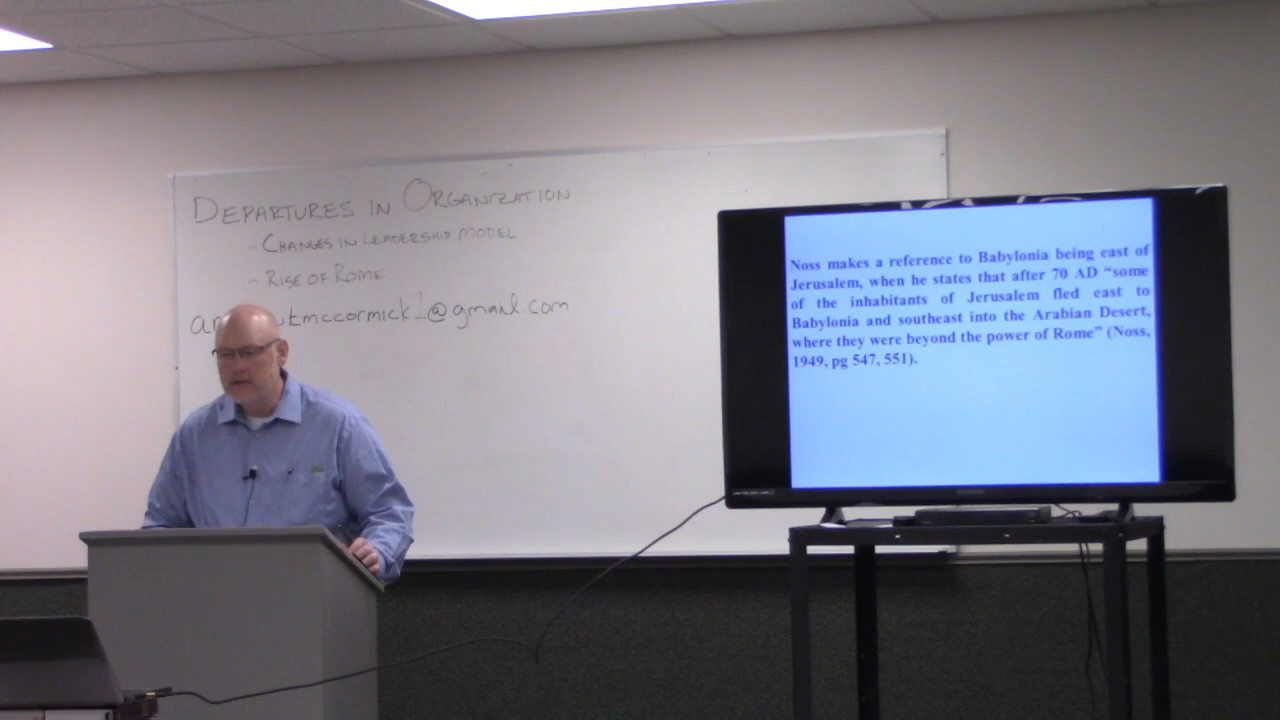 DEPARTURES IN ORGANIZATION
- CHANGES IN LEADERSHIP MODEL
- RISE OF ROME
mccormick1@gmail.com
Noss makes a reference to Babylonia being east of
Jerusalem, when he states that after 70 AD “some
of the inhabitants of Jerusalem fled east to
Babylonia and southeast into the Arabian Desert,
where they were beyond the power of Rome” (Noss,
1949, pg 547, 551).